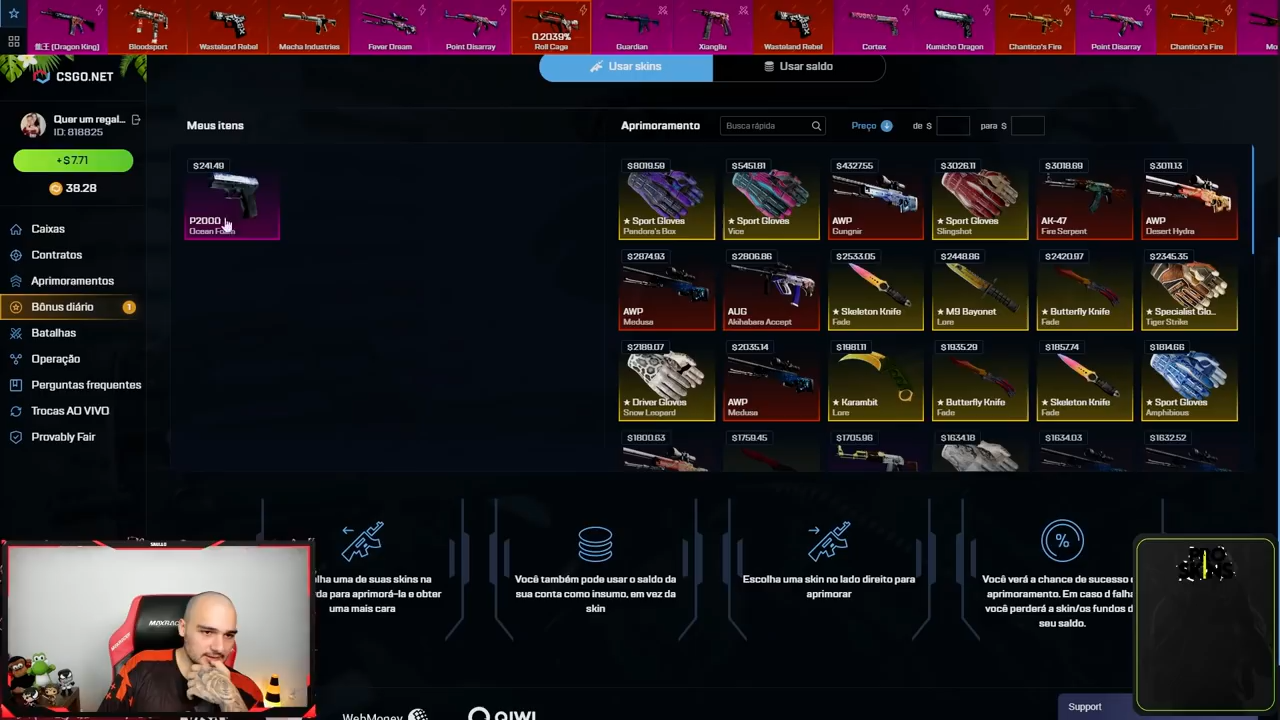 龍王 (Dragon King)
Bloodsport
Wasteland Rebel
Mecha Industries
Fever Dream
Point Disarray
0.2039%
Roll Cage
Guardian
Xiangliu
Wasteland Rebel
Cortex
Kumicho Dragon
Chantico's Fire
Point Disarray
Chantico's Fire
Mo
CSGO.NET
Usar skins
Usar saldo
Quer um regal...
ID: 818825
+$7.71
38.28
Caixas
Contratos
Aprimoramentos
Bônus diário
1
Batalhas
Operação
Perguntas frequentes
Trocas AO VIVO
Provably Fair
Meus itens
$241.49
P2000
Ocean Foam
Aprimoramento
Busca rápida
Preço
de $
para $
$8019.59
★ Sport Gloves
Pandora's Box
$5451.81
★ Sport Gloves
Vice
$4327.55
AWP
Gungnir
$3026.11
★ Sport Gloves
Slingshot
$3018.69
AK-47
Fire Serpent
$3011.13
AWP
Desert Hydra
$2874.93
AWP
Medusa
$2806.86
AUG
Akihabara Accept
$2533.05
★ Skeleton Knife
Fade
$2448.86
★ M9 Bayonet
Lore
$2420.97
★ Butterfly Knife
Fade
$2345.35
★ Specialist Glo...
Tiger Strike
$2189.07
★ Driver Gloves
Snow Leopard
$2035.14
AWP
Medusa
$1981.11
★ Karambit
Lore
$1935.29
★ Butterfly Knife
Fade
$1857.74
★ Skeleton Knife
Fade
$1814.66
★ Sport Gloves
Amphibious
$1800.63
$1759.45
$1705.96
$1634.18
$1634.03
$1632.52
lha uma de suas skins na
rda para aprimorá-la e obter
uma mais cara
Você também pode usar o saldo da
sua conta como insumo, em vez da
skin
Escolha uma skin no lado direito para
aprimorar
%
Você verá a chance de sucesso
aprimoramento. Em caso d falha
você perderá a skin/os fundos d
seu saldo.
MAXRACER
WebMoney
QIWI
Support